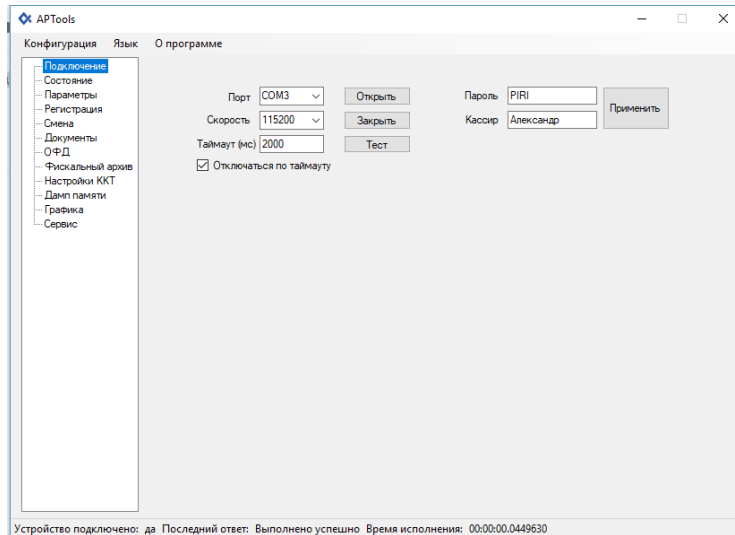 APTools
Конфигурация Язык О программе
Подключение
Состояние
Параметры
Регистрация
Смена
Документы
ОФД
Фискальный архив
Настройки ККТ
Дамп памяти
Графика
Сервис
Порт COM3 Открыть Пароль PIRI Применить
Скорость 115200 Закрыть Кассир Александр
Таймаут (мс) 2000 Тест
Отключаться по таймауту
Устройство подключено: да Последний ответ: Выполнено успешно Время исполнения: 00:00:00.0449630